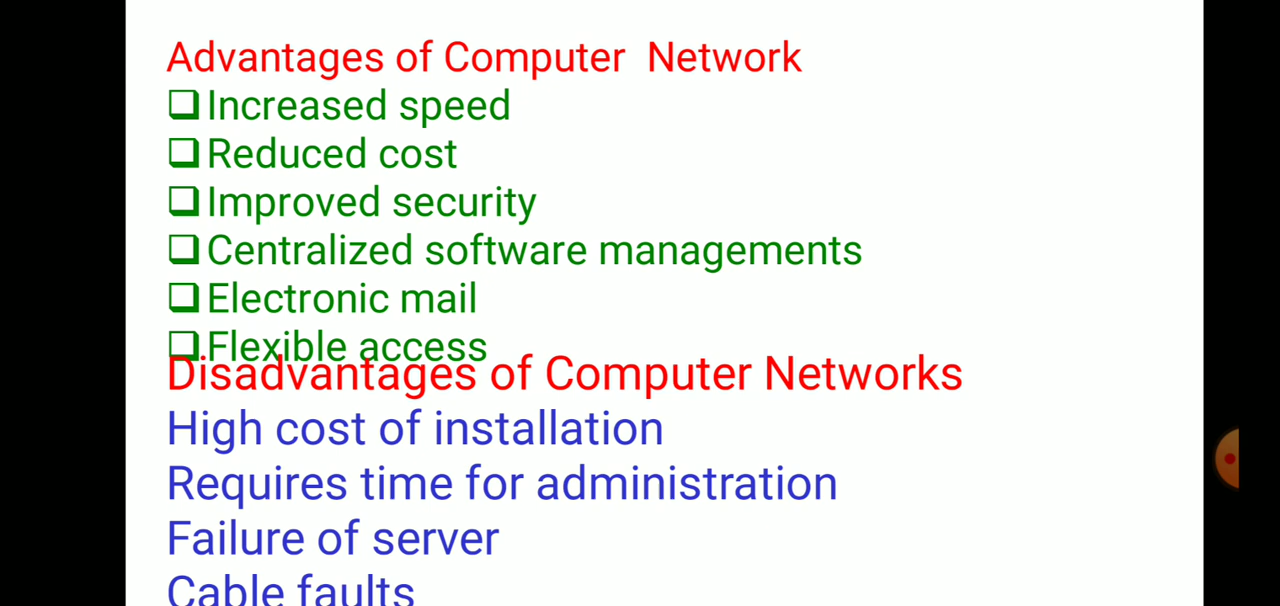 Advantages of Computer Network
❑Increased speed
❑Reduced cost
❑Improved security
❑Centralized software managements
❑Electronic mail
❑Flexible access
Disadvantages of Computer Networks
High cost of installation
Requires time for administration
Failure of server
Cable faults